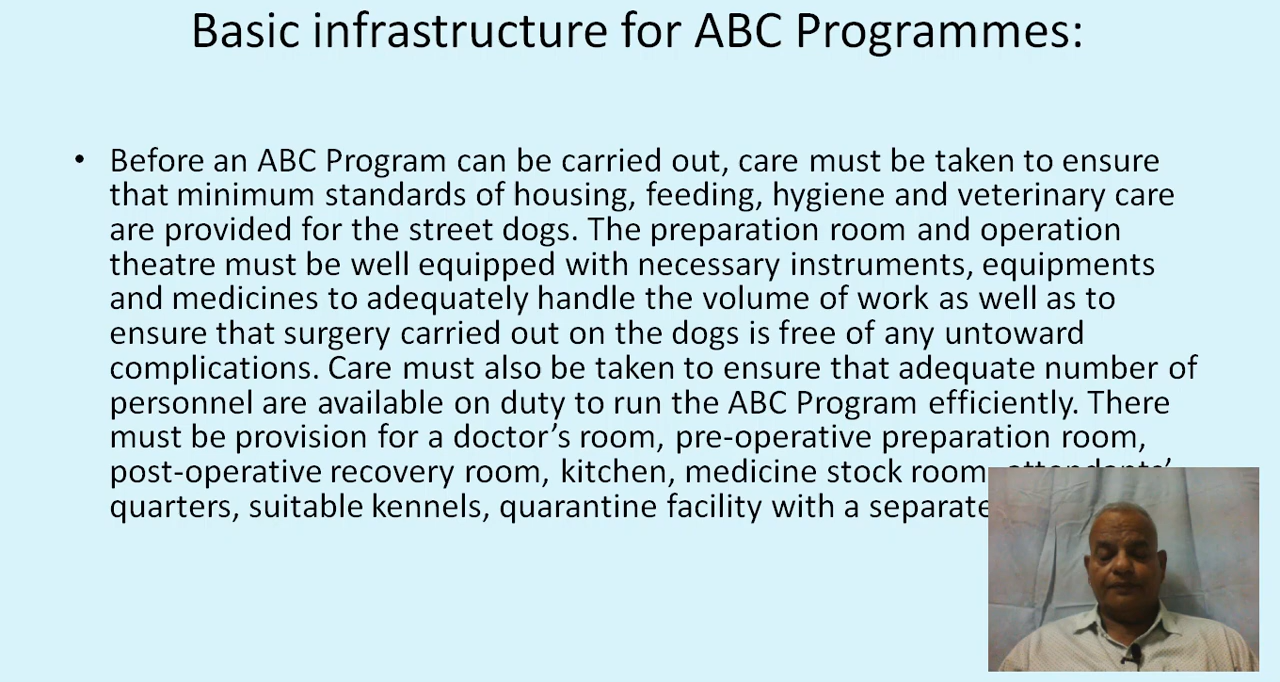 Basic infrastructure for ABC Programmes:
• Before an ABC Program can be carried out, care must be taken to ensure
that minimum standards of housing, feeding, hygiene and veterinary care
are provided for the street dogs. The preparation room and operation
theatre must be well equipped with necessary instruments, equipments
and medicines to adequately handle the volume of work as well as to
ensure that surgery carried out on the dogs is free of any untoward
complications. Care must also be taken to ensure that adequate number of
personnel are available on duty to run the ABC Program efficiently. There
must be provision for a doctor’s room, pre-operative preparation room,
post-operative recovery room, kitchen, medicine stock room, attendants’
quarters, suitable kennels, quarantine facility with a separate